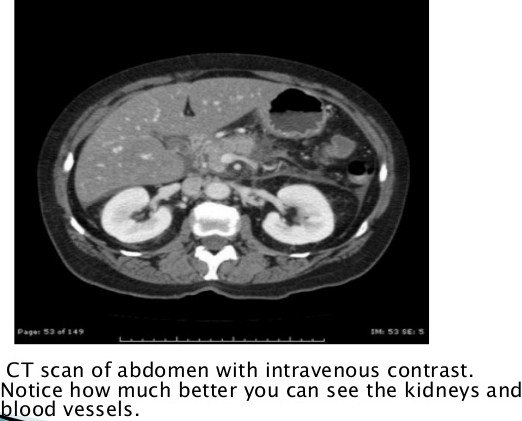 Page: 53 of 149
IM: 53 SE: 5
CT scan of abdomen with intravenous contrast.
Notice how much better you can see the kidneys and
blood vessels.